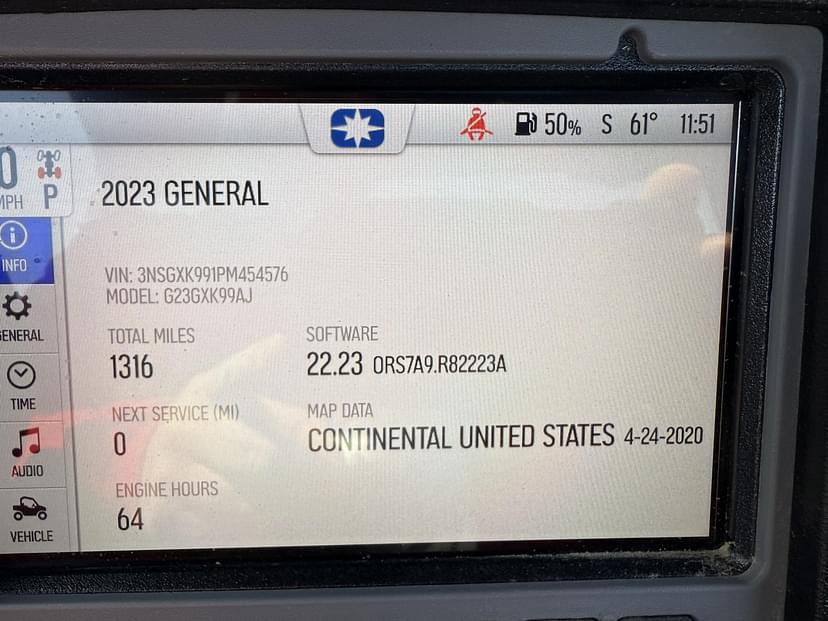 50% S 61° 11:51
0
MPH P
2023 GENERAL
INFO
VIN: 3NSGXK991PM454576
MODEL: G23GXK99AJ
GENERAL
TOTAL MILES
1316
SOFTWARE
22.23 ORS7A9.R82223A
TIME
NEXT SERVICE (MI)
0
MAP DATA
CONTINENTAL UNITED STATES 4-24-2020
AUDIO
ENGINE HOURS
64
VEHICLE